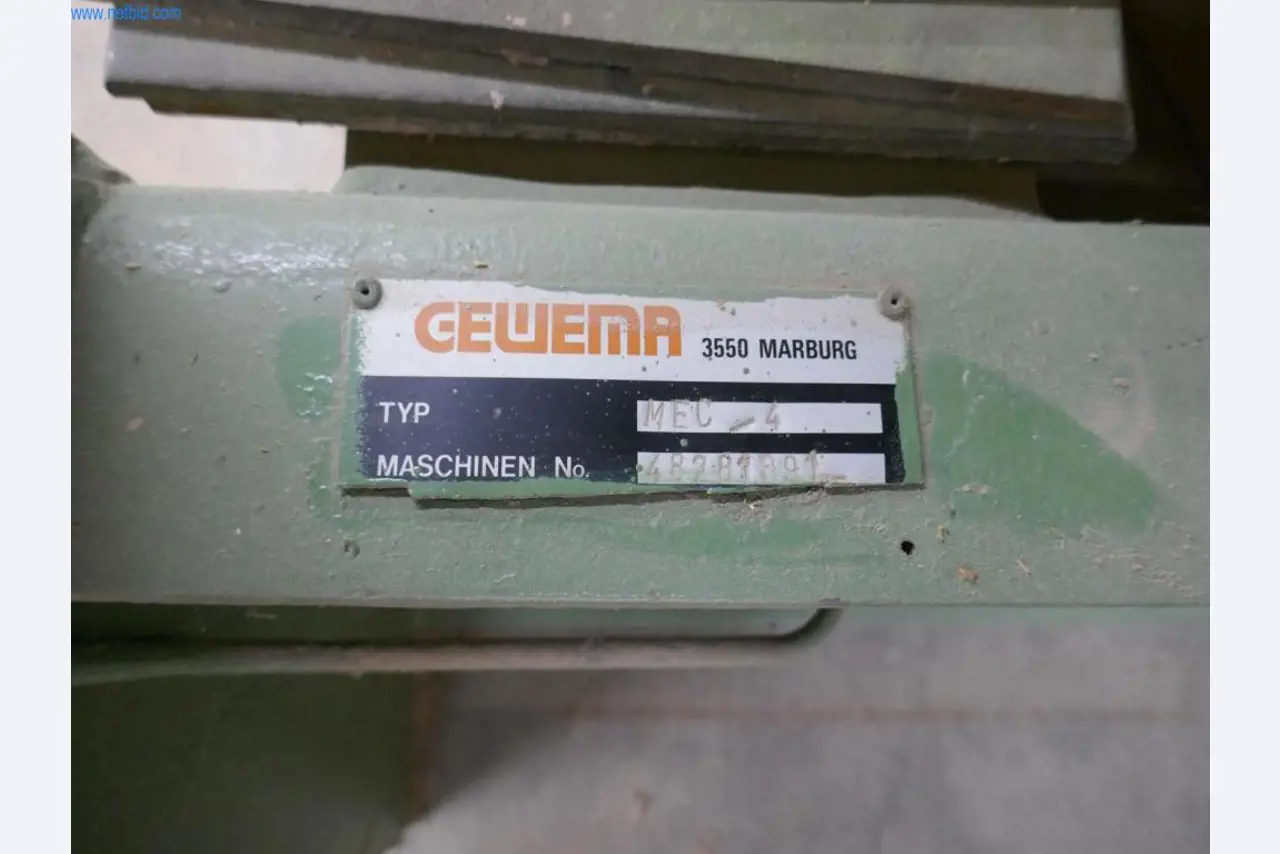 www.netbid.com
GEWEMA 3550 MARBURG
TYP MEC-4
MASCHINEN No.